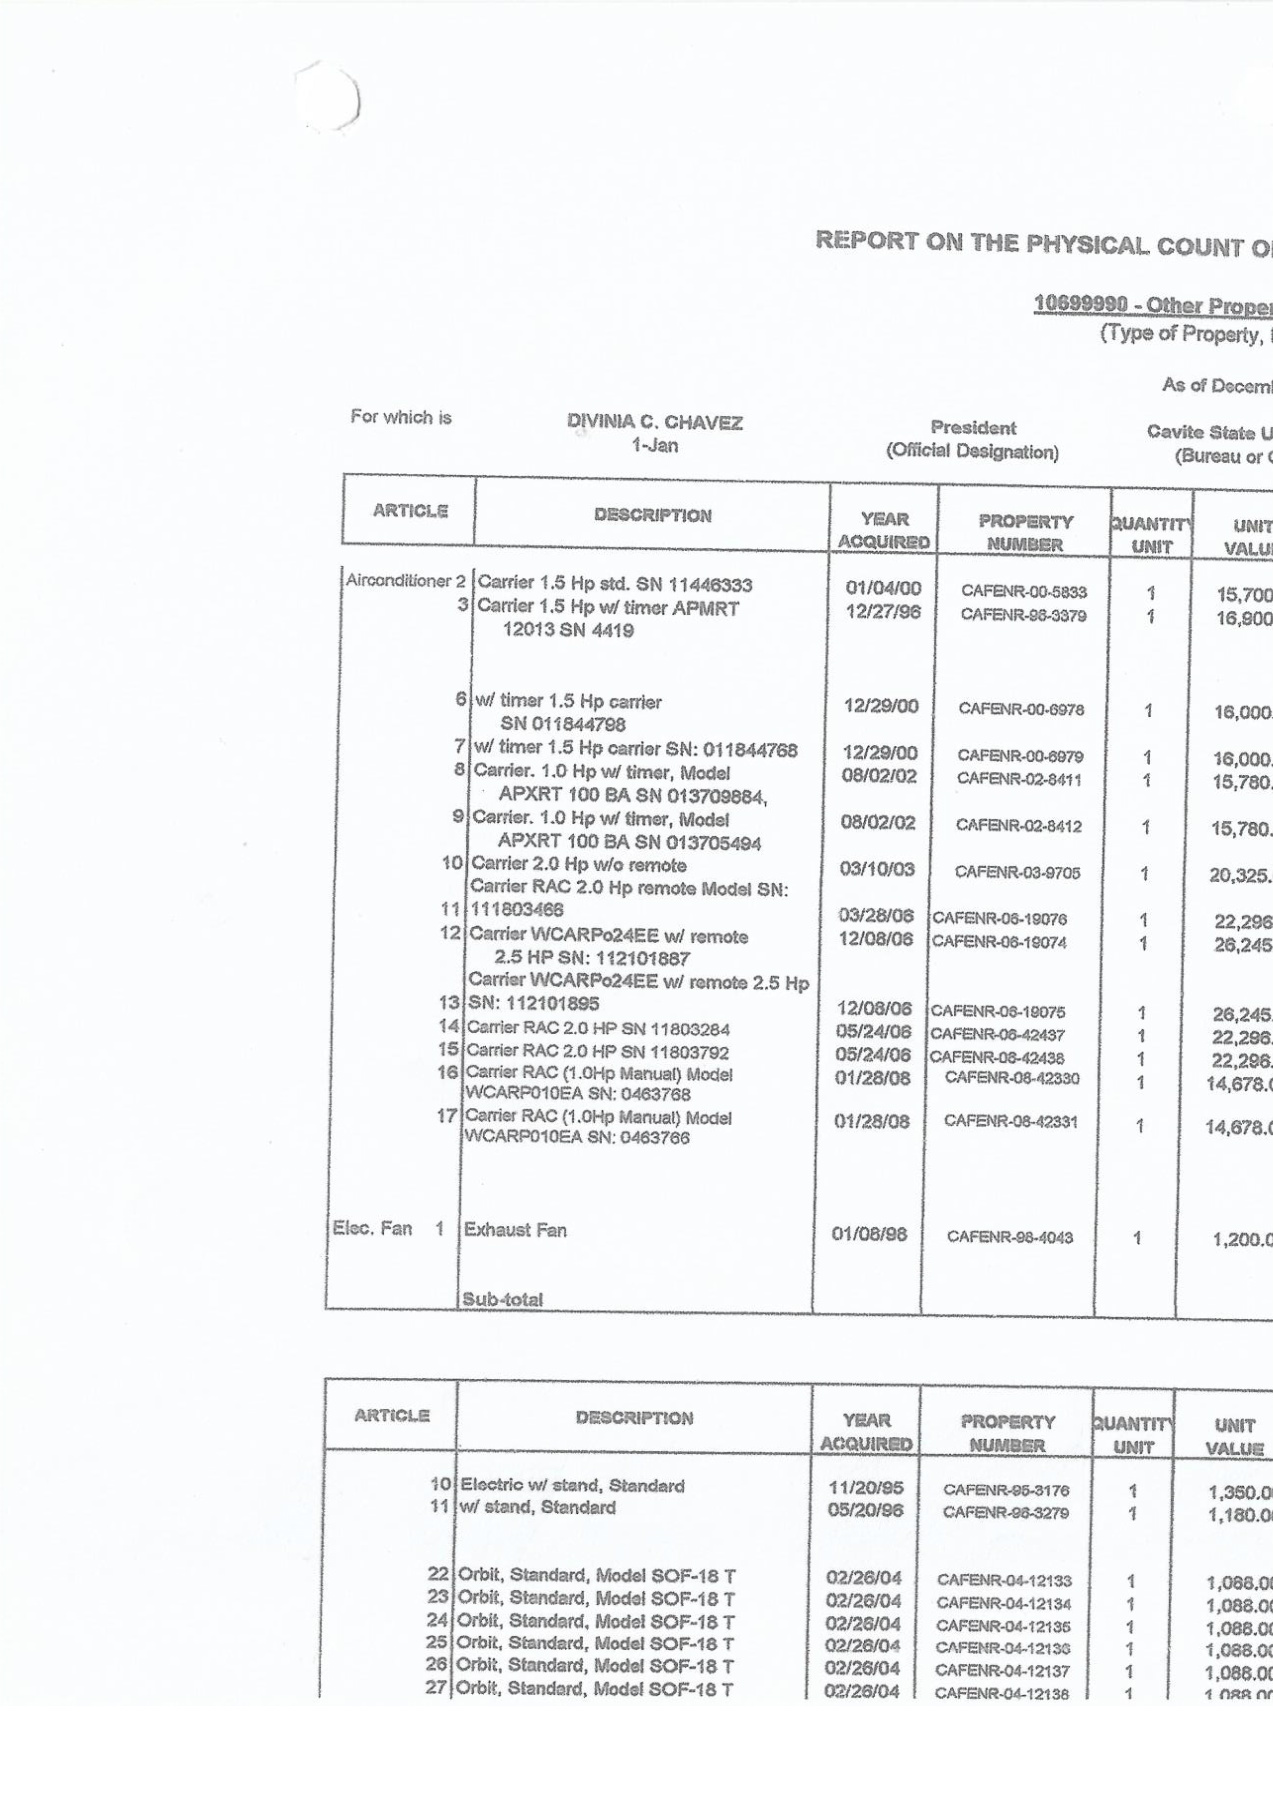 REPORT ON THE PHYSICAL COUNT O
10699990 - Other Proper
(Type of Property,
As of Decem
For which is DIVINIA C. CHAVEZ President Cavite State U
1-Jan (Official Designation) (Bureau or
ARTICLE DESCRIPTION YEAR ACQUIRED PROPERTY NUMBER QUANTITY UNIT UNIT VALU
Airconditioner 2 Carrier 1.5 Hp std. SN 11446333 01/04/00 CAFENR-00-5833 1 15,700
3 Carrier 1.5 Hp w/ timer APMRT 12/27/96 CAFENR-96-3379 1 16,900
12013 SN 4419
6 w/ timer 1.5 Hp carrier 12/29/00 CAFENR-00-6978 1 16,000.
SN 011844798
7 w/ timer 1.5 Hp carrier SN: 011844768 12/29/00 CAFENR-00-6979 1 16,000.
8 Carrier. 1.0 Hp w/ timer, Model 08/02/02 CAFENR-02-8411 1 15,780.
APXRT 100 BA SN 013709884,
9 Carrier. 1.0 Hp w/ timer, Model 08/02/02 CAFENR-02-8412 1 15,780.
APXRT 100 BA SN 013705494
10 Carrier 2.0 Hp w/o remote 03/10/03 CAFENR-03-9705 1 20,325.
Carrier RAC 2.0 Hp remote Model SN:
11 111803466 03/28/06 CAFENR-06-19076 1 22,296
12 Carrier WCARPo24EE w/ remote 12/08/06 CAFENR-06-19074 1 26,245
2.5 HP SN: 112101887
Carrier WCARPo24EE w/ remote 2.5 Hp
13 SN: 112101895 12/08/06 CAFENR-06-19075 1 26,245.
14 Carrier RAC 2.0 HP SN 11803284 05/24/06 CAFENR-06-42437 1 22,296.
15 Carrier RAC 2.0 HP SN 11803792 05/24/06 CAFENR-06-42438 1 22,296.
16 Carrier RAC (1.0Hp Manual) Model 01/28/08 CAFENR-08-42330 1 14,678.0
WCARP010EA SN: 0463768
17 Carrier RAC (1.0Hp Manual) Model 01/28/08 CAFENR-08-42331 1 14,678.0
WCARP010EA SN: 0463766
Elec. Fan 1 Exhaust Fan 01/08/98 CAFENR-98-4043 1 1,200.0
Sub-total
ARTICLE DESCRIPTION YEAR ACQUIRED PROPERTY NUMBER QUANTITY UNIT UNIT VALUE
10 Electric w/ stand, Standard 11/20/95 CAFENR-95-3176 1 1,350.0
11 w/ stand, Standard 05/20/96 CAFENR-96-3279 1 1,180.0
22 Orbit, Standard, Model SOF-18 T 02/26/04 CAFENR-04-12133 1 1,088.00
23 Orbit, Standard, Model SOF-18 T 02/26/04 CAFENR-04-12134 1 1,088.00
24 Orbit, Standard, Model SOF-18 T 02/26/04 CAFENR-04-12135 1 1,088.00
25 Orbit, Standard, Model SOF-18 T 02/26/04 CAFENR-04-12136 1 1,088.00
26 Orbit, Standard, Model SOF-18 T 02/26/04 CAFENR-04-12137 1 1,088.00
27 Orbit, Standard, Model SOF-18 T 02/26/04 CAFENR-04-12138 1 1,088.00